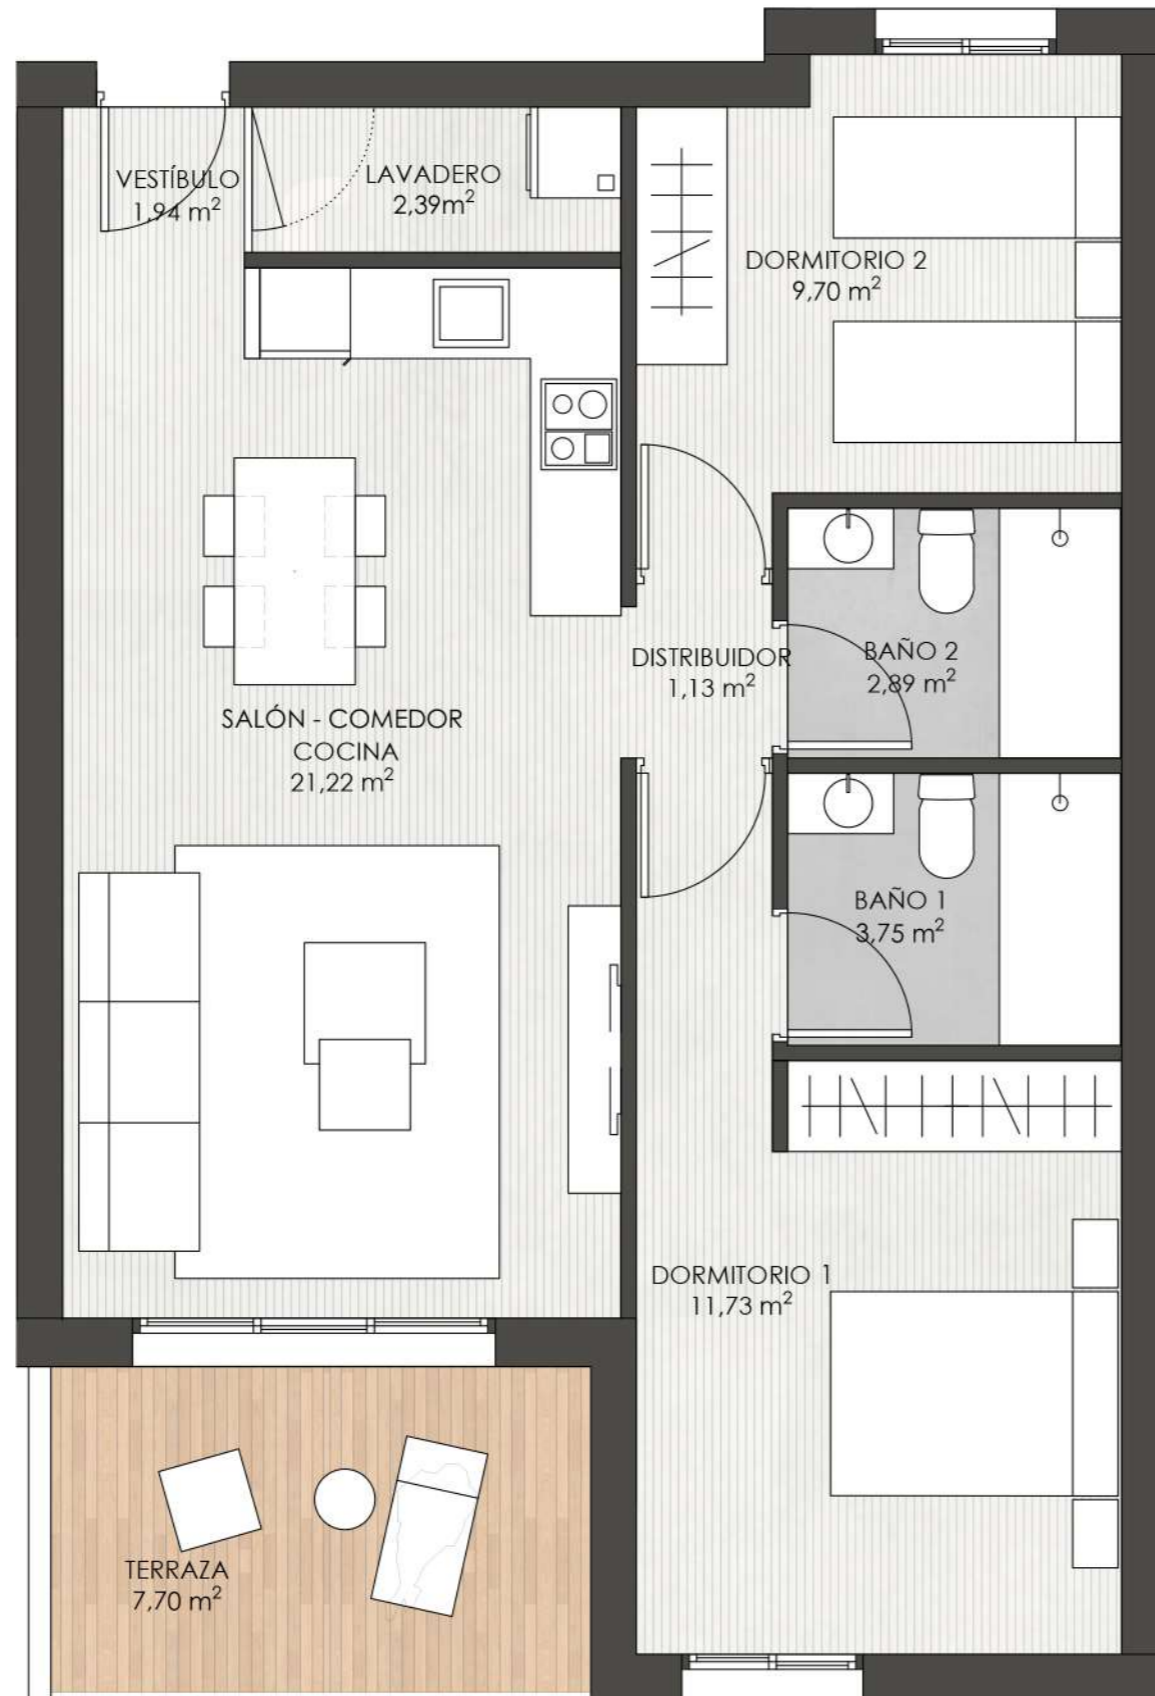 VESTÍBULO
1,94 m²
LAVADERO
2,39m²
DORMITORIO 2
9,70 m²
DISTRIBUIDOR
1,13 m²
BAÑO 2
2,89 m²
SALÓN - COMEDOR
COCINA
21,22 m²
BAÑO 1
3,75 m²
DORMITORIO 1
11,73 m²
TERRAZA
7,70 m²